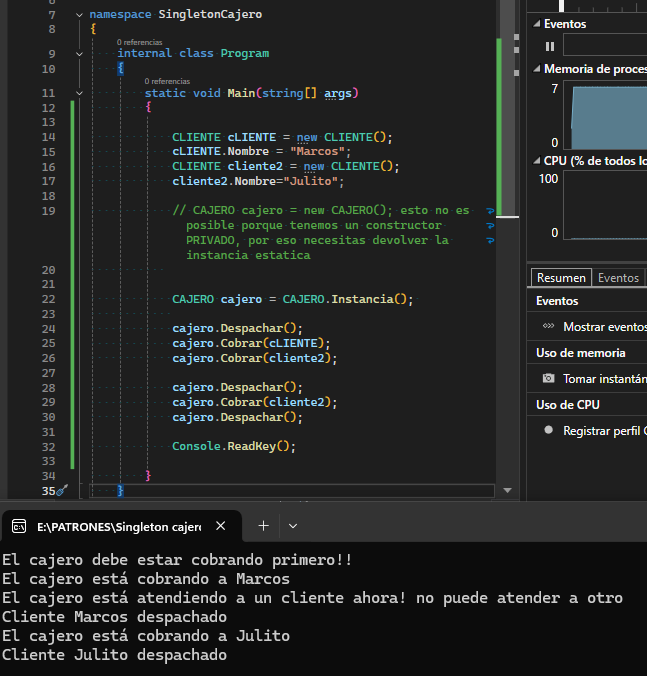 7 namespace SingletonCajero
8 {
0 referencias
9 internal class Program
10 {
0 referencias
11 static void Main(string[] args)
12 {
13
14 CLIENTE cLIENTE = new CLIENTE();
15 cLIENTE.Nombre = "Marcos";
16 CLIENTE cliente2 = new CLIENTE();
17 cliente2.Nombre="Julito";
18
19 // CAJERO cajero = new CAJERO(); esto no es
posible porque tenemos un constructor
PRIVADO, por eso necesitas devolver la
instancia estatica
20
21
22 CAJERO cajero = CAJERO.Instancia();
23
24 cajero.Despachar();
25 cajero.Cobrar(cLIENTE);
26 cajero.Cobrar(cliente2);
27
28 cajero.Despachar();
29 cajero.Cobrar(cliente2);
30 cajero.Despachar();
31
32 Console.ReadKey();
33
34 }
35 }
Eventos
Memoria de proces
7
0
CPU (% de todos lo
100
0
Resumen Eventos
Eventos
Mostrar eventos
Uso de memoria
Tomar instantán
Uso de CPU
Registrar perfil C
E:\PATRONES\Singleton cajero
El cajero debe estar cobrando primero!!
El cajero está cobrando a Marcos
El cajero está atendiendo a un cliente ahora! no puede atender a otro
Cliente Marcos despachado
El cajero está cobrando a Julito
Cliente Julito despachado